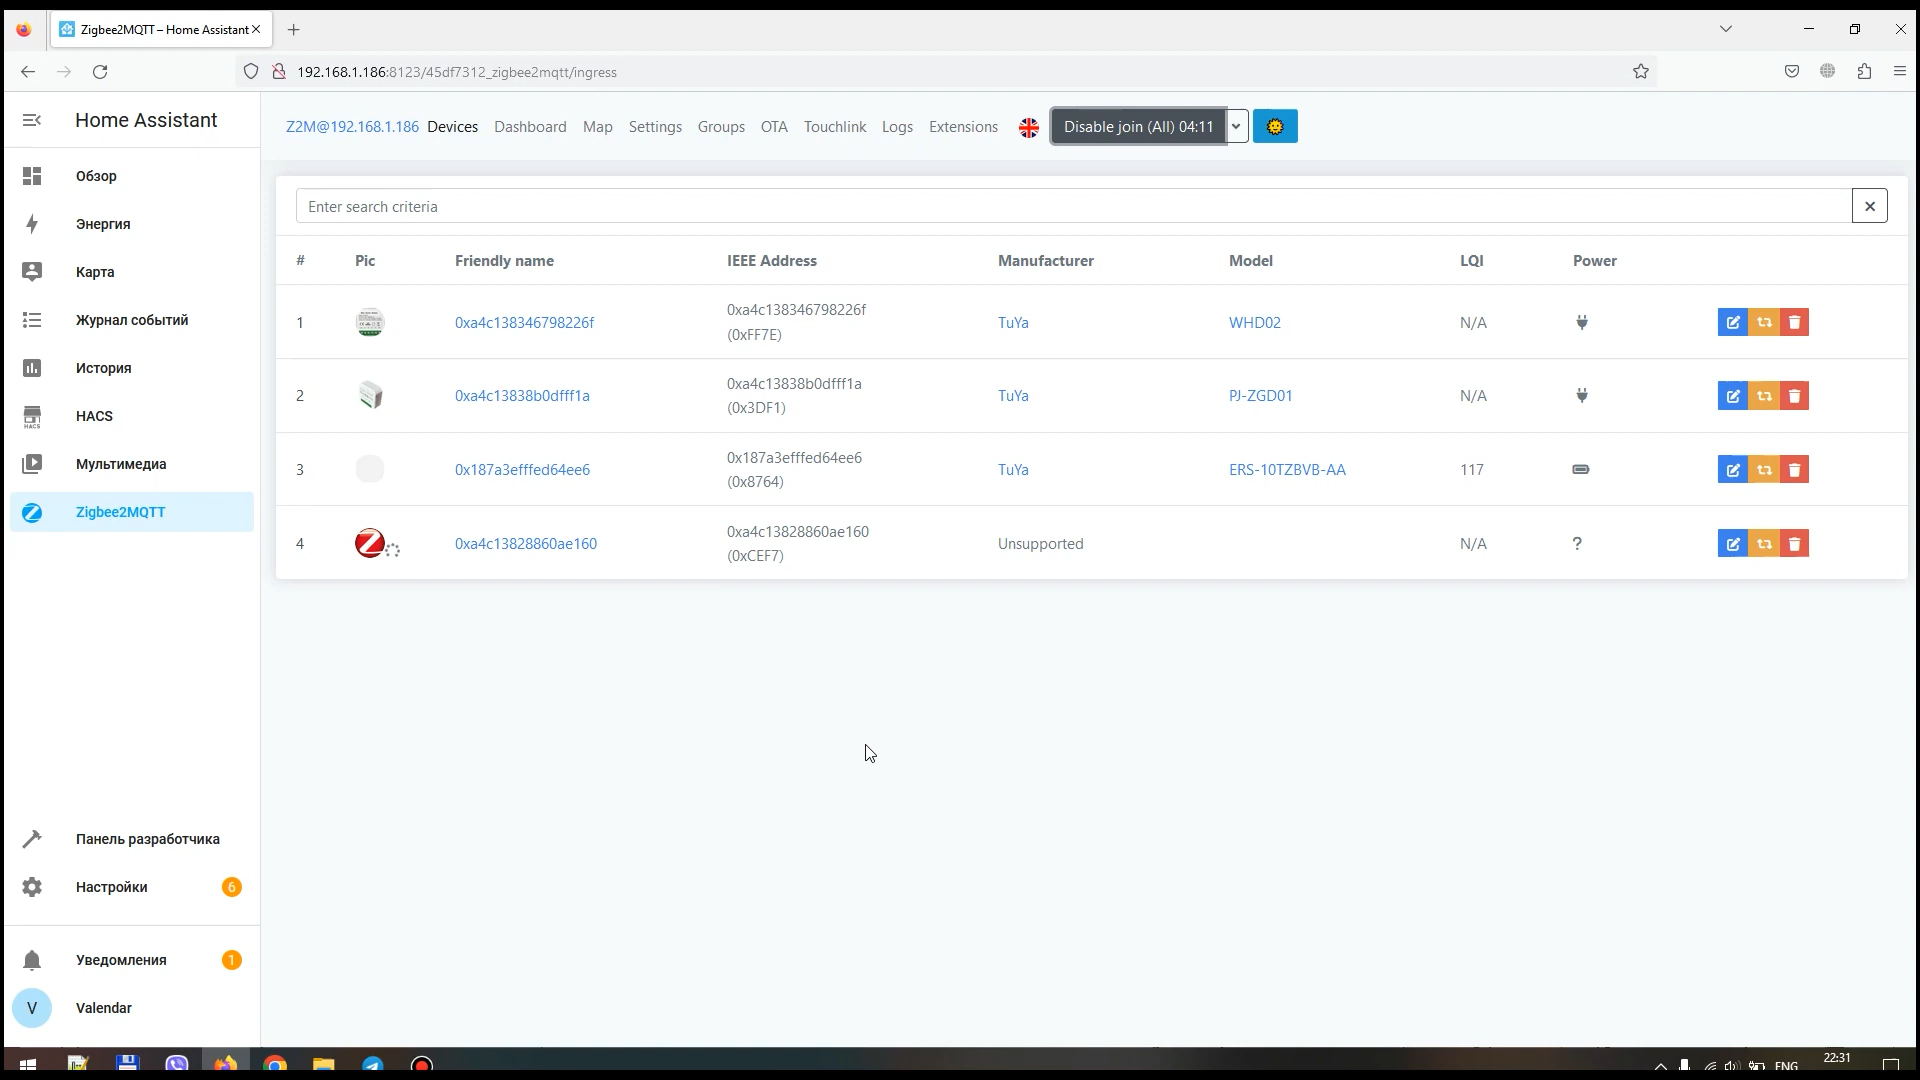 Zigbee2MQTT – Home Assistant
192.168.1.186:8123/45df7312_zigbee2mqtt/ingress
Home Assistant
Z2M@192.168.1.186 Devices Dashboard Map Settings Groups OTA Touchlink Logs Extensions Disable join (All) 04:11
Обзор
Энергия
Карта
Журнал событий
История
HACS
HACS
Мультимедиа
Zigbee2MQTT
Панель разработчика
Настройки 6
Уведомления 1
V Valendar
Enter search criteria
# Pic Friendly name IEEE Address Manufacturer Model LQI Power
1 0xa4c138346798226f 0xa4c138346798226f TuYa WHD02 N/A
(0xFF7E)
2 0xa4c13838b0dfff1a 0xa4c13838b0dfff1a TuYa PJ-ZGD01 N/A
(0x3DF1)
3 0x187a3efffed64ee6 0x187a3efffed64ee6 TuYa ERS-10TZBVB-AA 117
(0x8764)
4 0xa4c13828860ae160 0xa4c13828860ae160 Unsupported N/A ?
(0xCEF7)
ENG 22:31